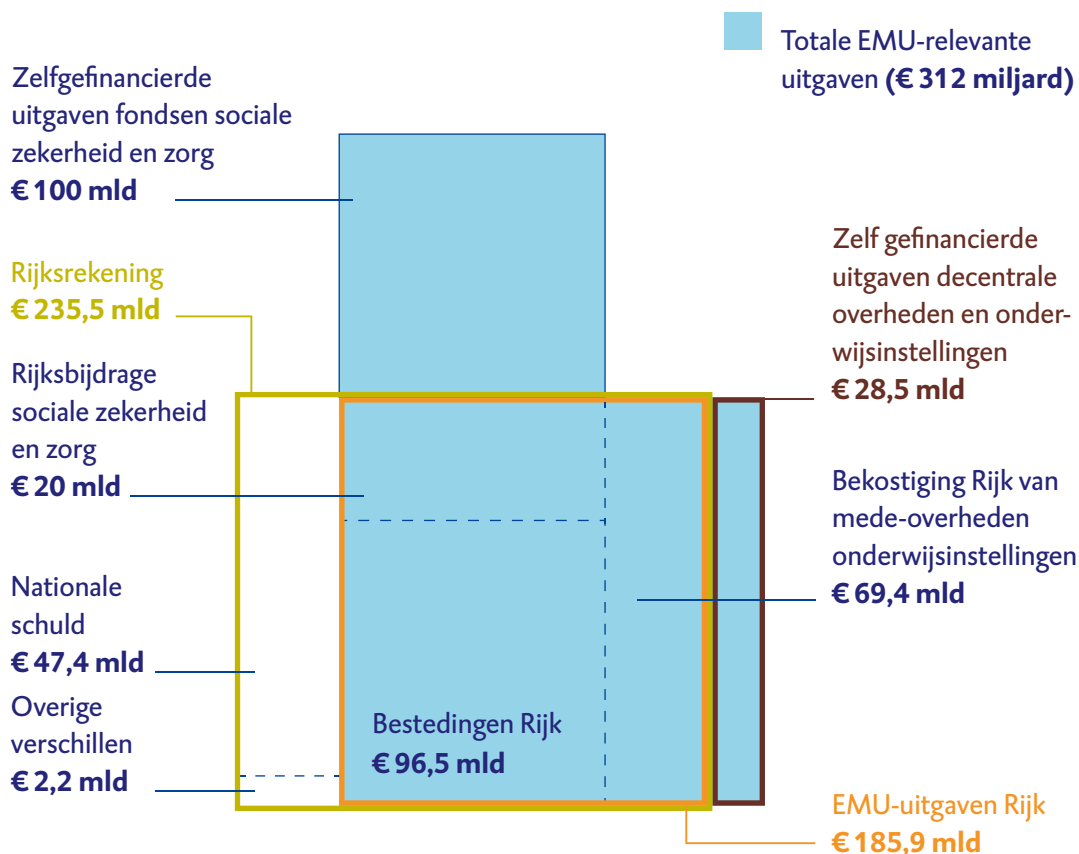 Totale EMU-relevante
uitgaven (€ 312 miljard)
Zelfgefinancierde
uitgaven fondsen sociale
zekerheid en zorg
€ 100 mld
Rijksrekening
€ 235,5 mld
Rijksbijdrage
sociale zekerheid
en zorg
€ 20 mld
Nationale
schuld
€ 47,4 mld
Overige
verschillen
€ 2,2 mld
Bestedingen Rijk
€ 96,5 mld
Zelf gefinancierde
uitgaven decentrale
overheden en onder-
wijsinstellingen
€ 28,5 mld
Bekostiging Rijk van
mede-overheden
onderwijsinstellingen
€ 69,4 mld
EMU-uitgaven Rijk
€ 185,9 mld